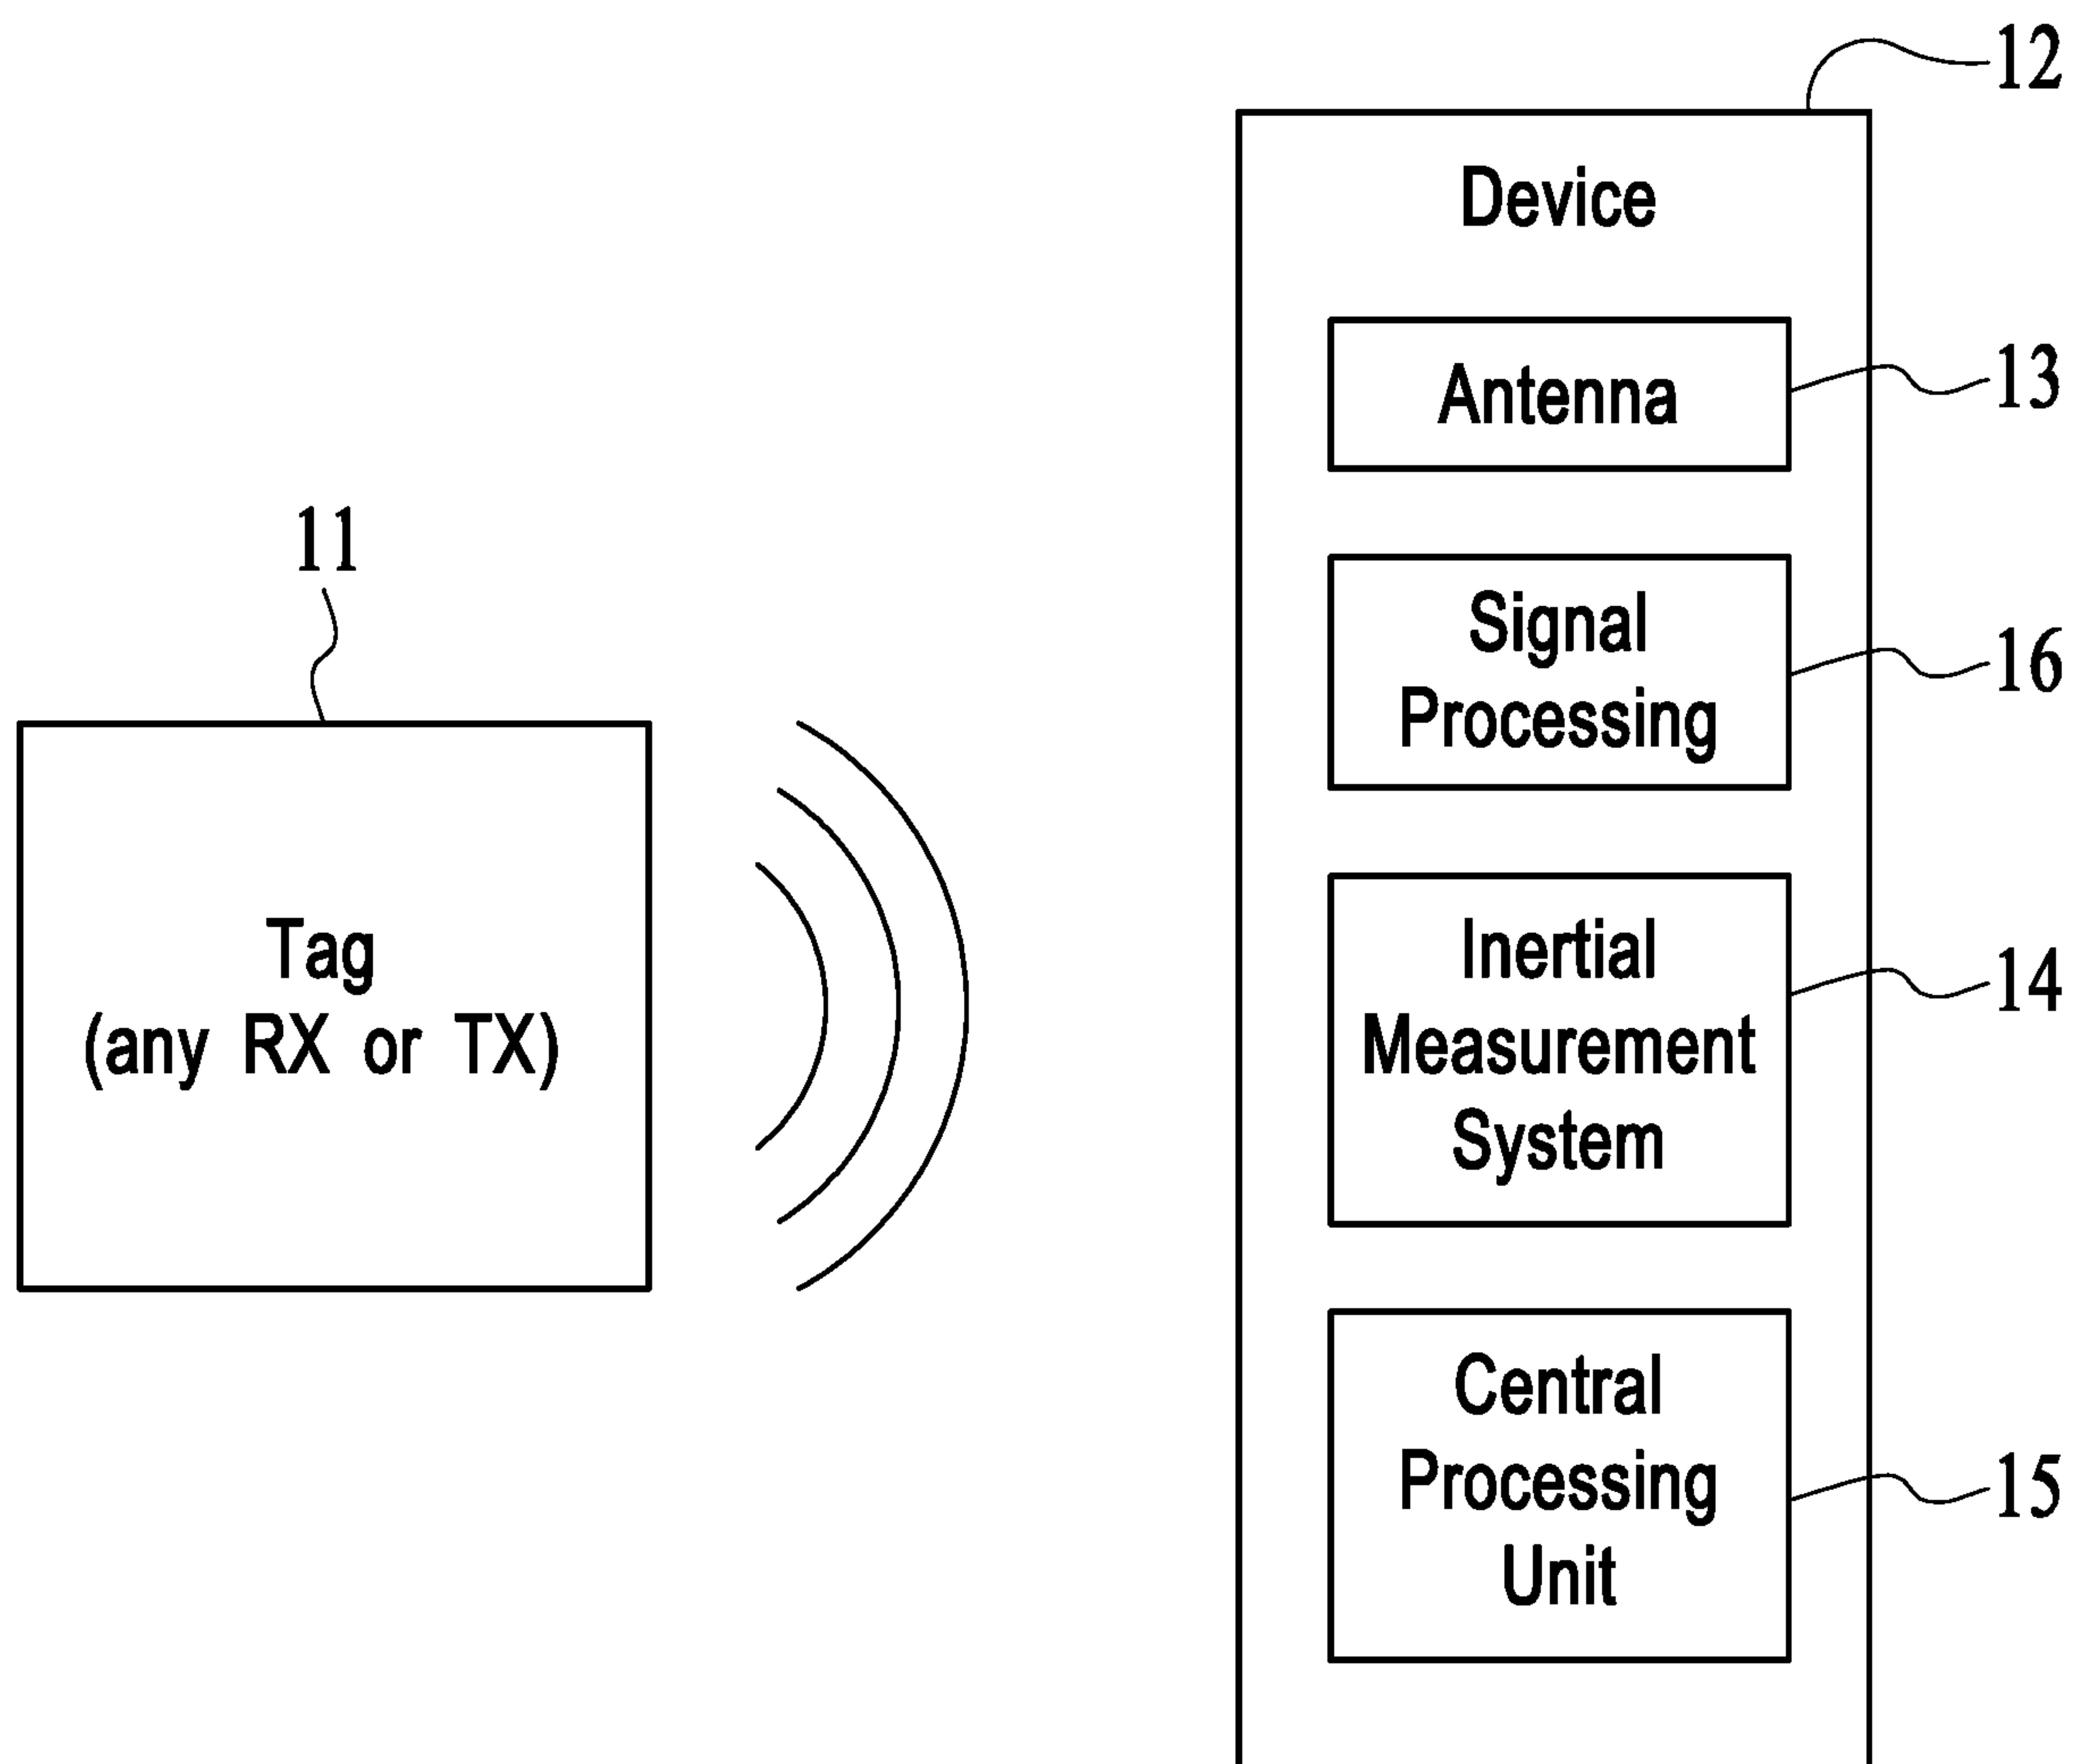 12
Device
Antenna
13
11
Signal
Processing
16
Tag
(any RX or TX)
Inertial
Measurement
System
14
Central
Processing
Unit
15